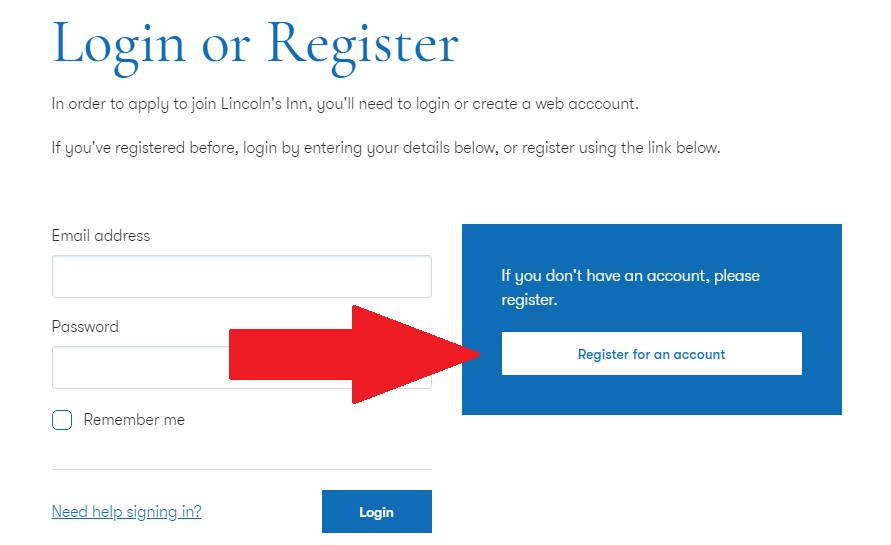 Login or Register
In order to apply to join Lincoln's Inn, you'll need to login or create a web acccount.
If you've registered before, login by entering your details below, or register using the link below.
Email address
Password
Remember me
Need help signing in?
Login
If you don't have an account, please
register.
Register for an account